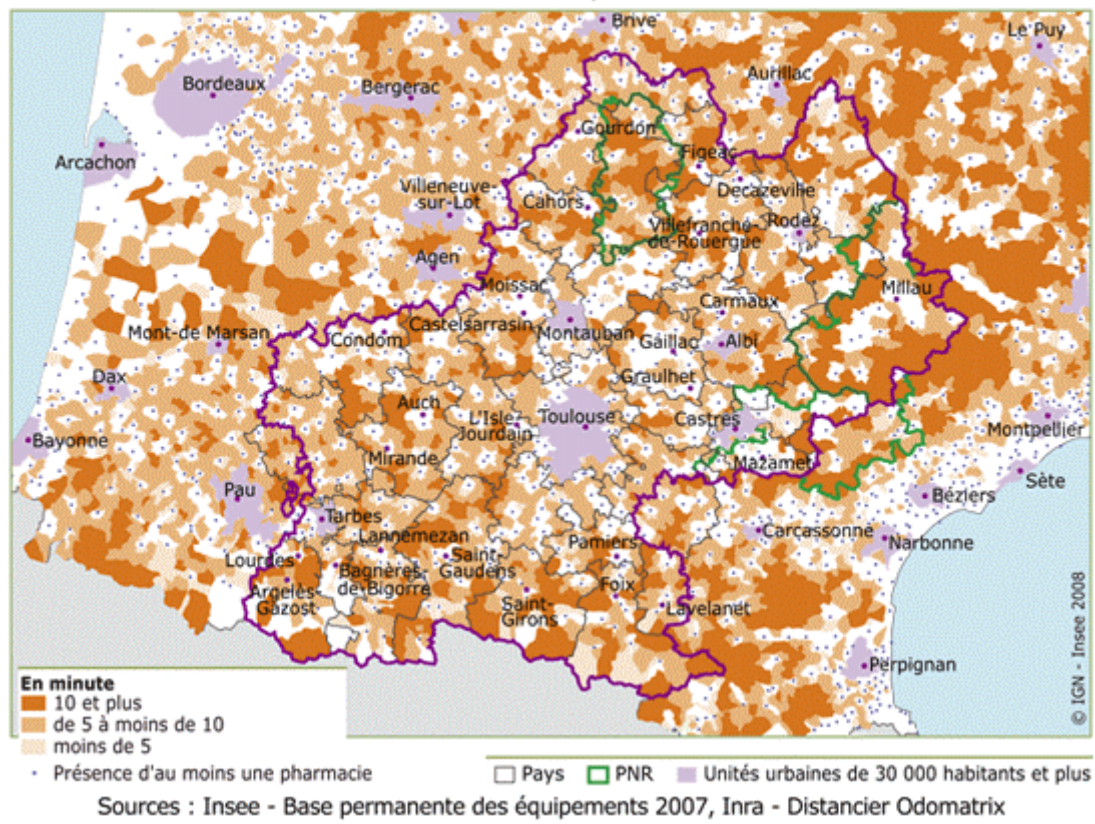 Brive
Le Puy
Bordeaux
Bergerac
Aurillac
Gourdon
Arcachon
Figeac
Villeneuve-
sur-Lot
Decazeville
Cahors
Villefranche-
de-Rouergue
Rodez
Agen
Moissac
Millau
Carmaux
Mont-de Marsan
Castelsarrasin
Montauban
Condom
Gaillac
Albi
Dax
Graulhet
Auch
L'Isle-
Jourdain
Toulouse
Castres
Montpellier
Bayonne
Mirande
Mazamet
Sète
Pau
Béziers
Tarbes
Carcassonne
Lannemezan
Pamiers
Narbonne
Lourdes
Saint-
Gaudens
Bagnères-
de-Bigorre
Foix
Argelès-
Gazost
Saint-
Girons
Lavelanet
Perpignan
© IGN - Insee 2008
En minute
10 et plus
de 5 à moins de 10
moins de 5
Présence d'au moins une pharmacie
Pays
PNR
Unités urbaines de 30 000 habitants et plus
Sources : Insee - Base permanente des équipements 2007, Inra - Distancier Odomatrix